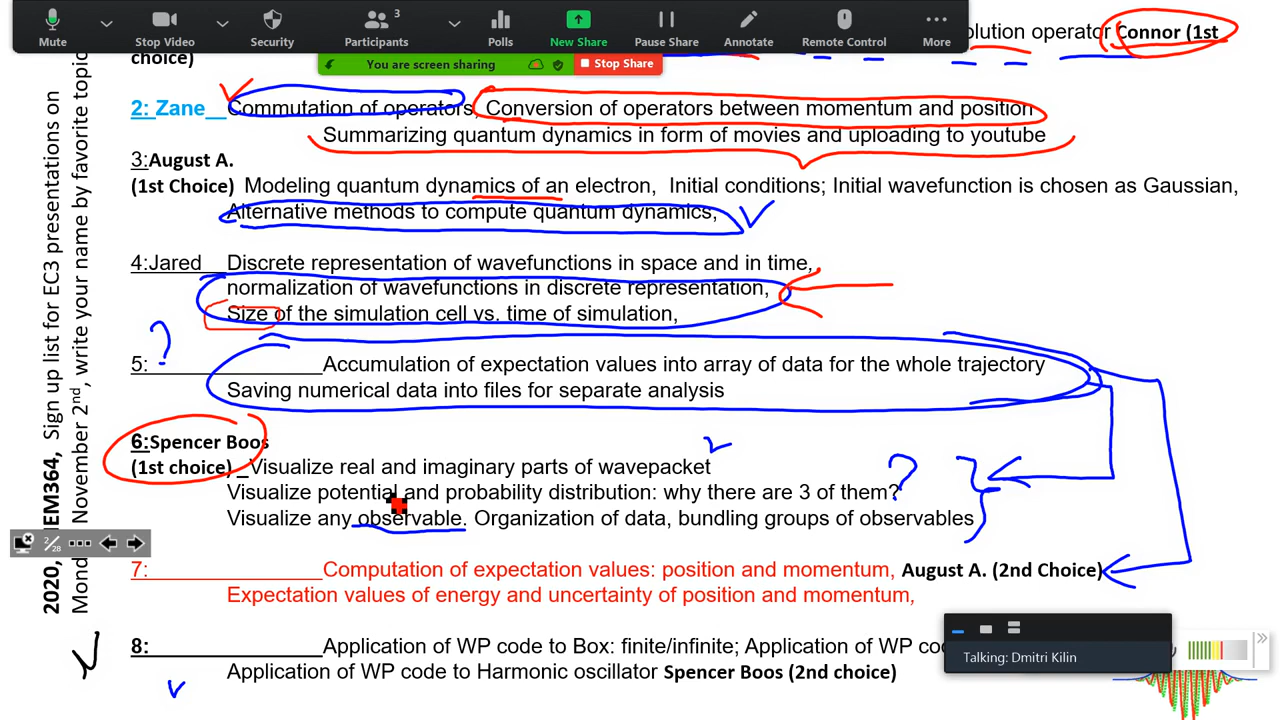 Mute
Stop Video
Security
Participants
3
Polls
New Share
Pause Share
Annotate
Remote Control
More
You are screen sharing
Stop Share
olution operator Connor (1st
choice)
2: Zane Commutation of operators, Conversion of operators between momentum and position
Summarizing quantum dynamics in form of movies and uploading to youtube
3:August A.
(1st Choice) Modeling quantum dynamics of an electron, Initial conditions; Initial wavefunction is chosen as Gaussian,
Alternative methods to compute quantum dynamics,
4:Jared Discrete representation of wavefunctions in space and in time,
normalization of wavefunctions in discrete representation,
Size of the simulation cell vs. time of simulation,
?
5: Accumulation of expectation values into array of data for the whole trajectory
Saving numerical data into files for separate analysis
6:Spencer Boos
(1st choice) _Visualize real and imaginary parts of wavepacket
Visualize potential and probability distribution: why there are 3 of them?
?
Visualize any observable. Organization of data, bundling groups of observables
2/28
7: Computation of expectation values: position and momentum, August A. (2nd Choice)
Expectation values of energy and uncertainty of position and momentum,
8: Application of WP code to Box: finite/infinite; Application of WP co
Application of WP code to Harmonic oscillator Spencer Boos (2nd choice)
Talking: Dmitri Kilin
2020, EM364, Sign up list for EC3 presentations on
Mond November 2nd, write your name by favorite topi